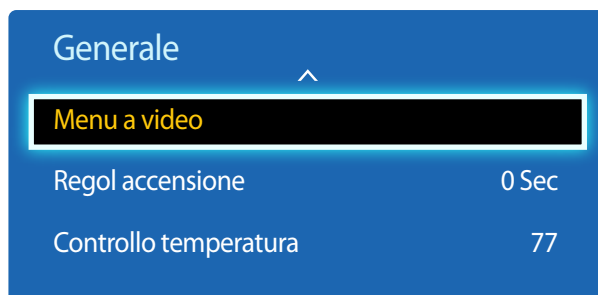 Generale
Menu a video
Regol accensione 0 Sec
Controllo temperatura 77